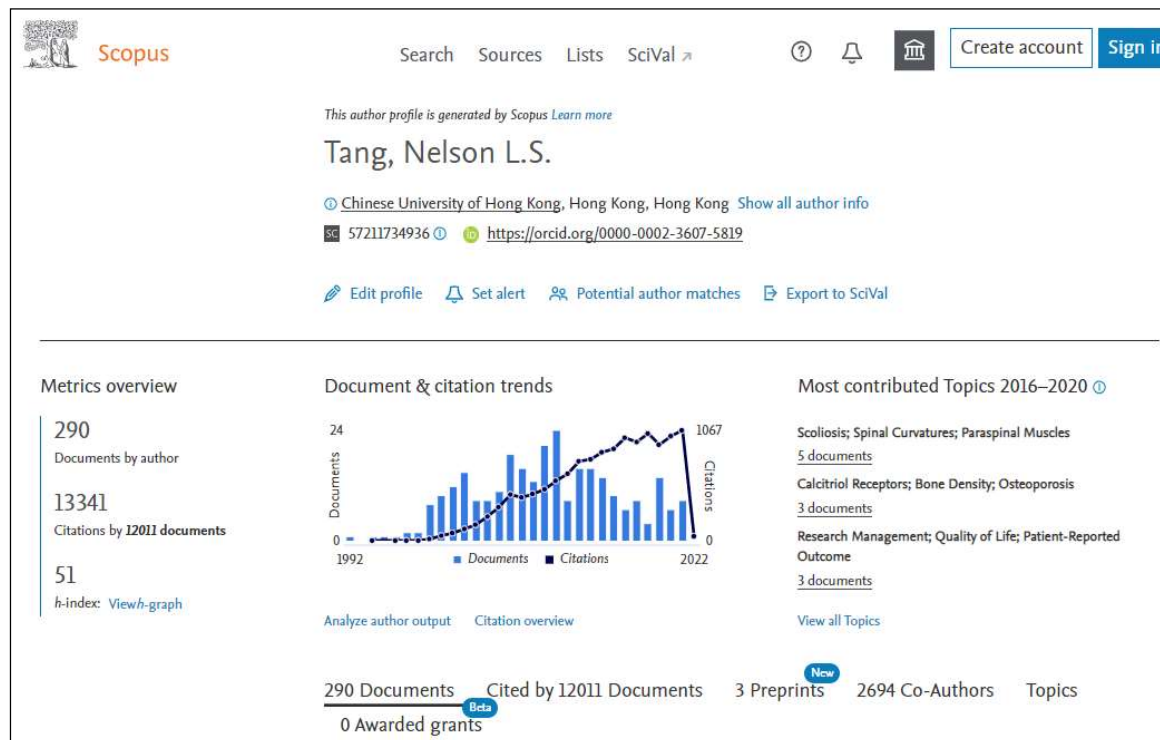 Scopus
Search Sources Lists SciVal
Create account
Sign in
This author profile is generated by Scopus Learn more
Tang, Nelson L.S.
Chinese University of Hong Kong, Hong Kong, Hong Kong Show all author info
SC 57211734936 iD https://orcid.org/0000-0002-3607-5819
Edit profile Set alert Potential author matches Export to SciVal
Metrics overview
290
Documents by author
13341
Citations by 12011 documents
51
h-index: View h-graph
Document & citation trends
24
1067
Documents
Citations
0
0
1992
Documents Citations
2022
Analyze author output Citation overview
Most contributed Topics 2016–2020
Scoliosis; Spinal Curvatures; Paraspinal Muscles
5 documents
Calcitriol Receptors; Bone Density; Osteoporosis
3 documents
Research Management; Quality of Life; Patient-Reported
Outcome
3 documents
View all Topics
New
290 Documents Cited by 12011 Documents 3 Preprints 2694 Co-Authors Topics
Beta
0 Awarded grants